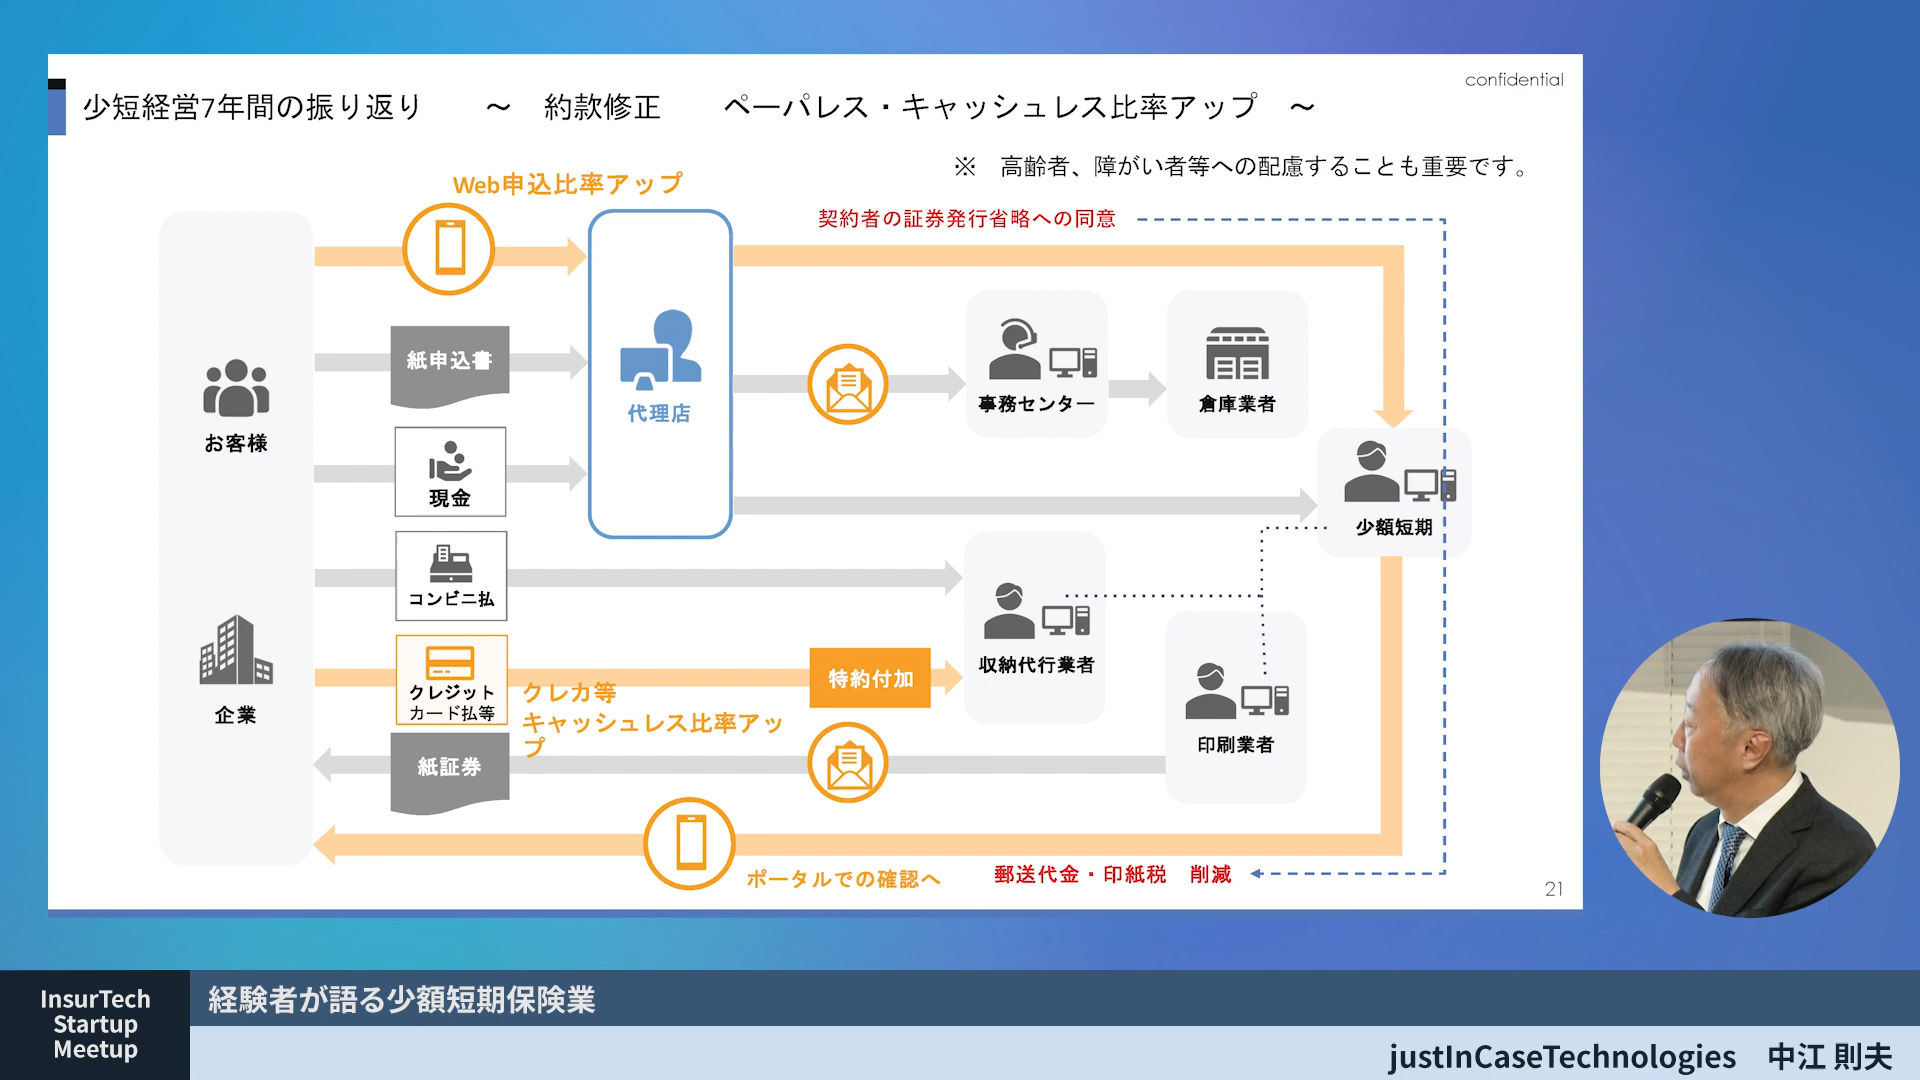 confidential
少短経営7年間の振り返り　～　約款修正　ペーパレス・キャッシュレス比率アップ　～
※　高齢者、障がい者等への配慮することも重要です。
Web申込比率アップ
契約者の証券発行省略への同意
紙申込書
代理店
事務センター
倉庫業者
お客様
現金
少額短期
コンビニ払
収納代行業者
クレジット
カード払等
特約付加
クレカ等
キャッシュレス比率アッ
プ
企業
印刷業者
紙証券
ポータルでの確認へ
郵送代金・印紙税　削減
21
InsurTech
Startup
Meetup
経験者が語る少額短期保険業
justInCaseTechnologies　中江 則夫